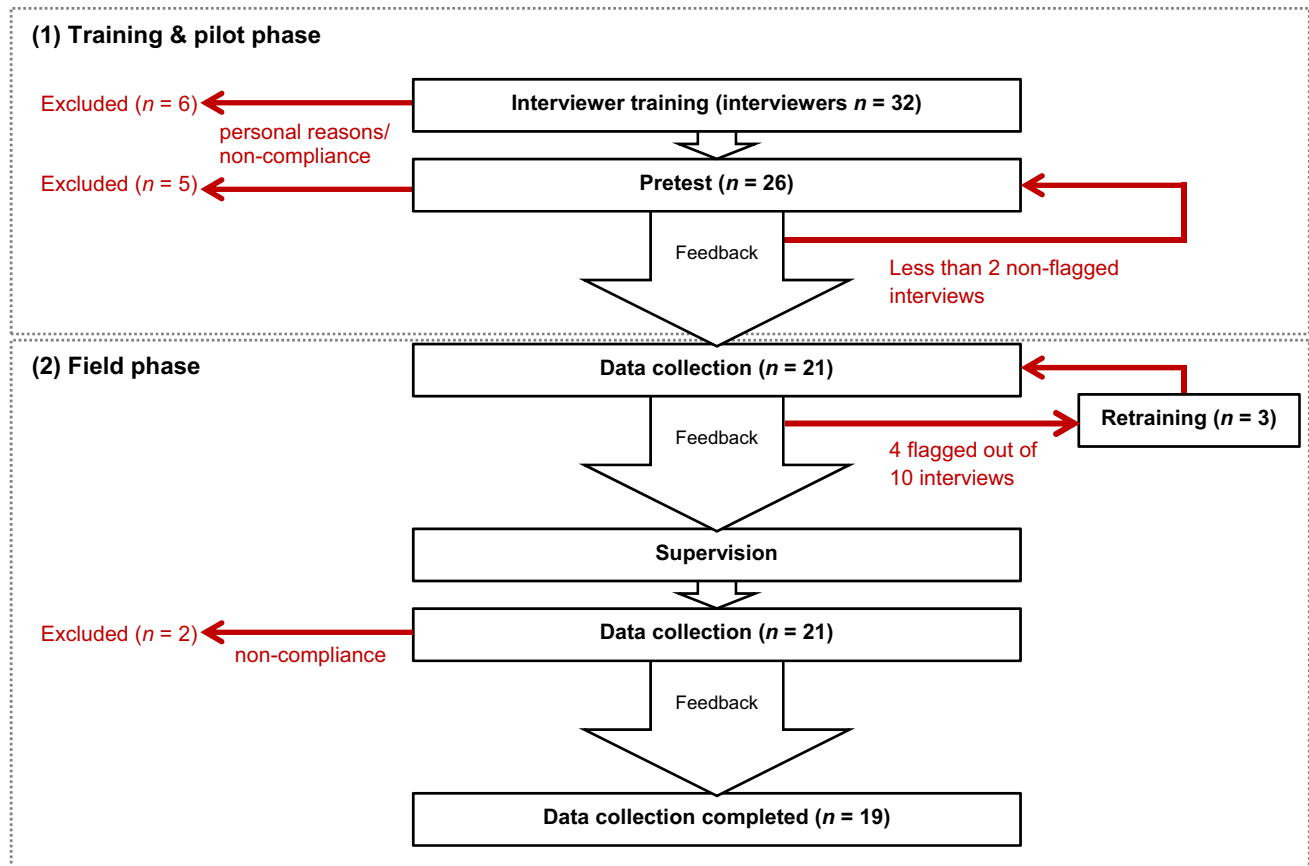 (1) Training & pilot phase
Excluded (n = 6)
Interviewer training (interviewers n = 32)
personal reasons/
non-compliance
Excluded (n = 5)
Pretest (n = 26)
Feedback
Less than 2 non-flagged
interviews
(2) Field phase
Data collection (n = 21)
Retraining (n = 3)
Feedback
4 flagged out of
10 interviews
Supervision
Excluded (n = 2)
Data collection (n = 21)
non-compliance
Feedback
Data collection completed (n = 19)